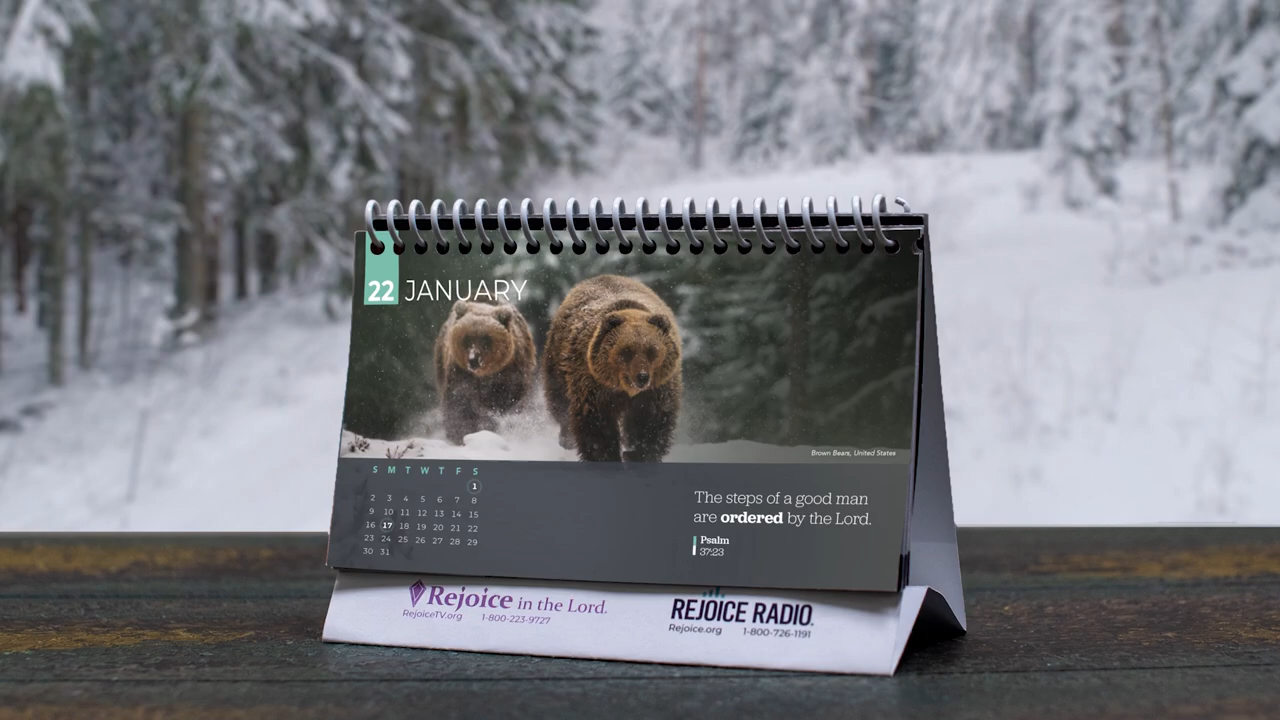 22 JANUARY
Brown Bears, United States
S M T W T F S
1
2 3 4 5 6 7 8
9 10 11 12 13 14 15
16 17 18 19 20 21 22
23 24 25 26 27 28 29
30 31
The steps of a good man
are ordered by the Lord.
Psalm
37:23
Rejoice in the Lord.
RejoiceTV.org 1-800-223-9727
REJOICE RADIO.
Rejoice.org 1-800-726-1191